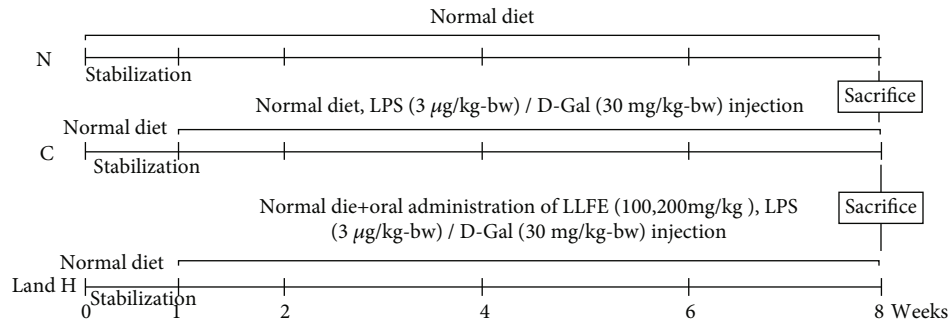 Normal diet
N
Stabilization
Sacrifice
Normal diet, LPS (3 μg/kg-bw) / D-Gal (30 mg/kg-bw) injection
Normal diet
C
Stabilization
Sacrifice
Normal die+oral administration of LLFE (100,200mg/kg ), LPS
(3 μg/kg-bw) / D-Gal (30 mg/kg-bw) injection
Normal diet
Land H
Stabilization
0 1 2 4 6 8 Weeks